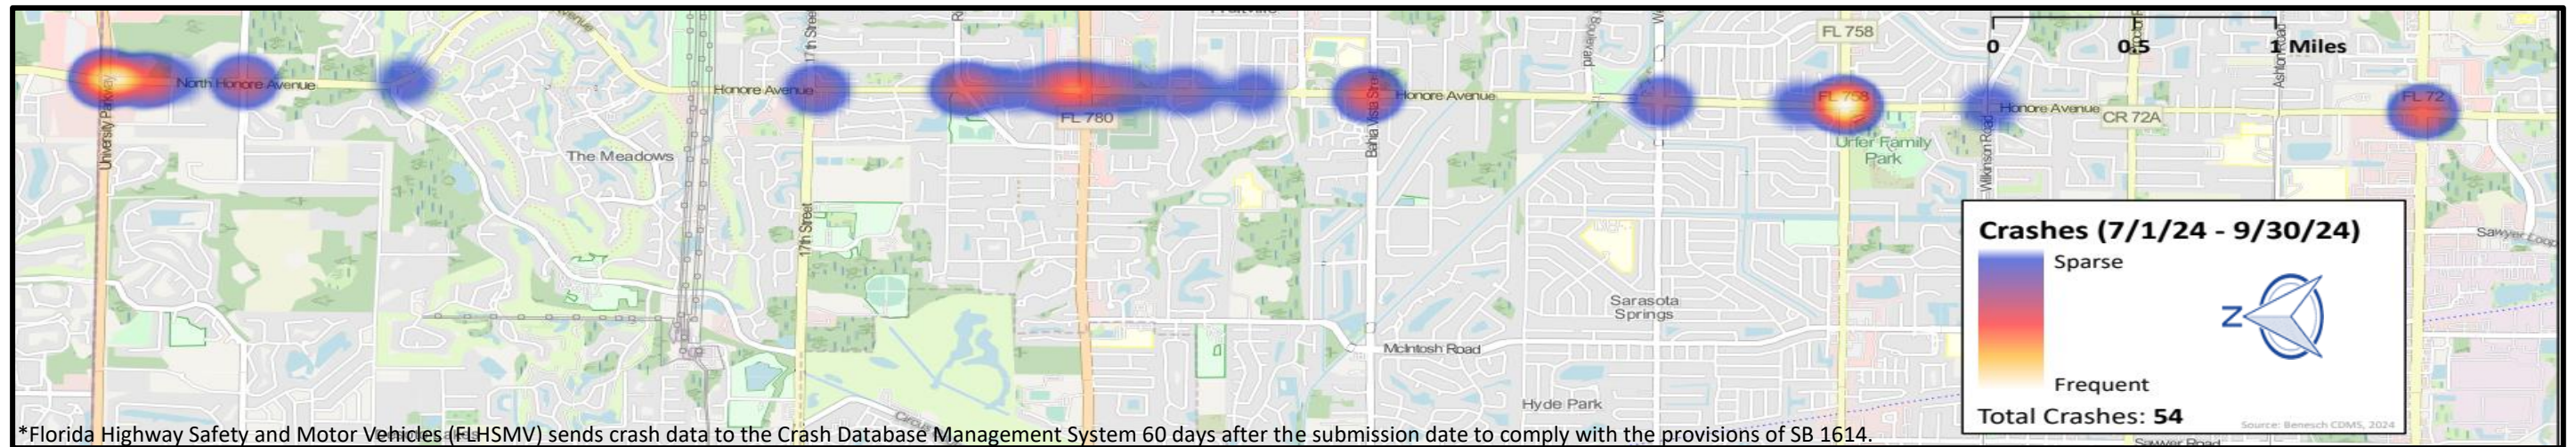 FL 758
0 0.5 1 Miles
Ashton Road
17th Street
North Honore Avenue
Honore Avenue
Honore Avenue
FL 758
Honore Avenue
FL 72
FL 780
CR 72A
University Parkway
Bahia Vista Street
The Meadows
Urfer Family
Park
Wilkinson Road
17th Street
Crashes (7/1/24 - 9/30/24)
Sparse
Frequent
Total Crashes: 54
Z
Source: Benesch CDMS, 2024
Sawyer Loop
Sarasota
Springs
McIntosh Road
Hyde Park
Sawyer Road
*Florida Highway Safety and Motor Vehicles (FLHSMV) sends crash data to the Crash Database Management System 60 days after the submission date to comply with the provisions of SB 1614.